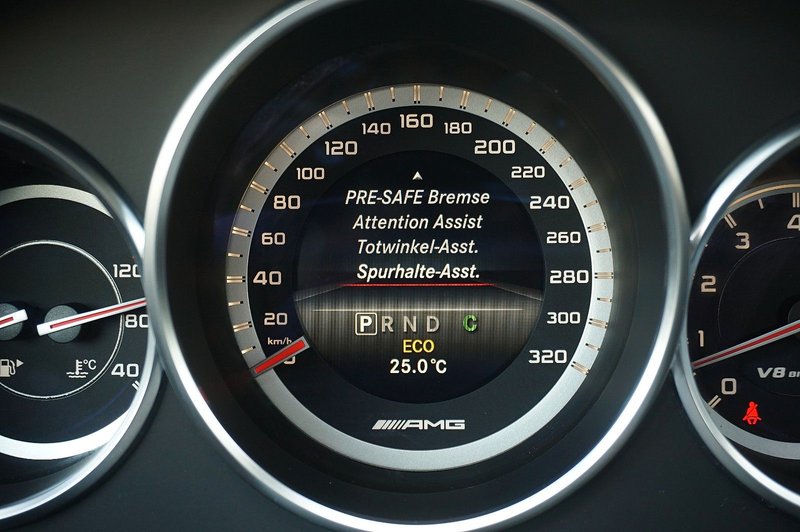 120
80
40
°C
160
140 180
120 200
100 220
80 240
60 260
40 280
20 300
km/h
320
PRE-SAFE Bremse
Attention Assist
Totwinkel-Asst.
Spurhalte-Asst.
P R N D C
ECO
25.0°C
AMG
4
3
2
1
0
V8